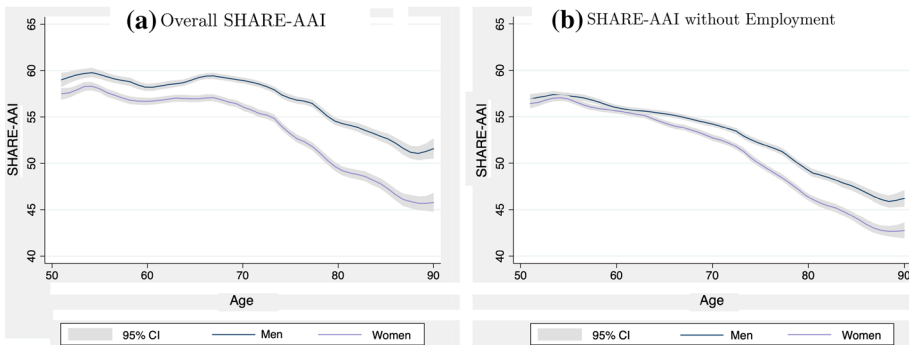 (a) Overall SHARE-AAI
SHARE-AAI
65
60
55
50
45
40
50 60 70 80 90
Age
95% CI Men Women
(b) SHARE-AAI without Employment
SHARE-AAI
65
60
55
50
45
40
50 60 70 80 90
Age
95% CI Men Women